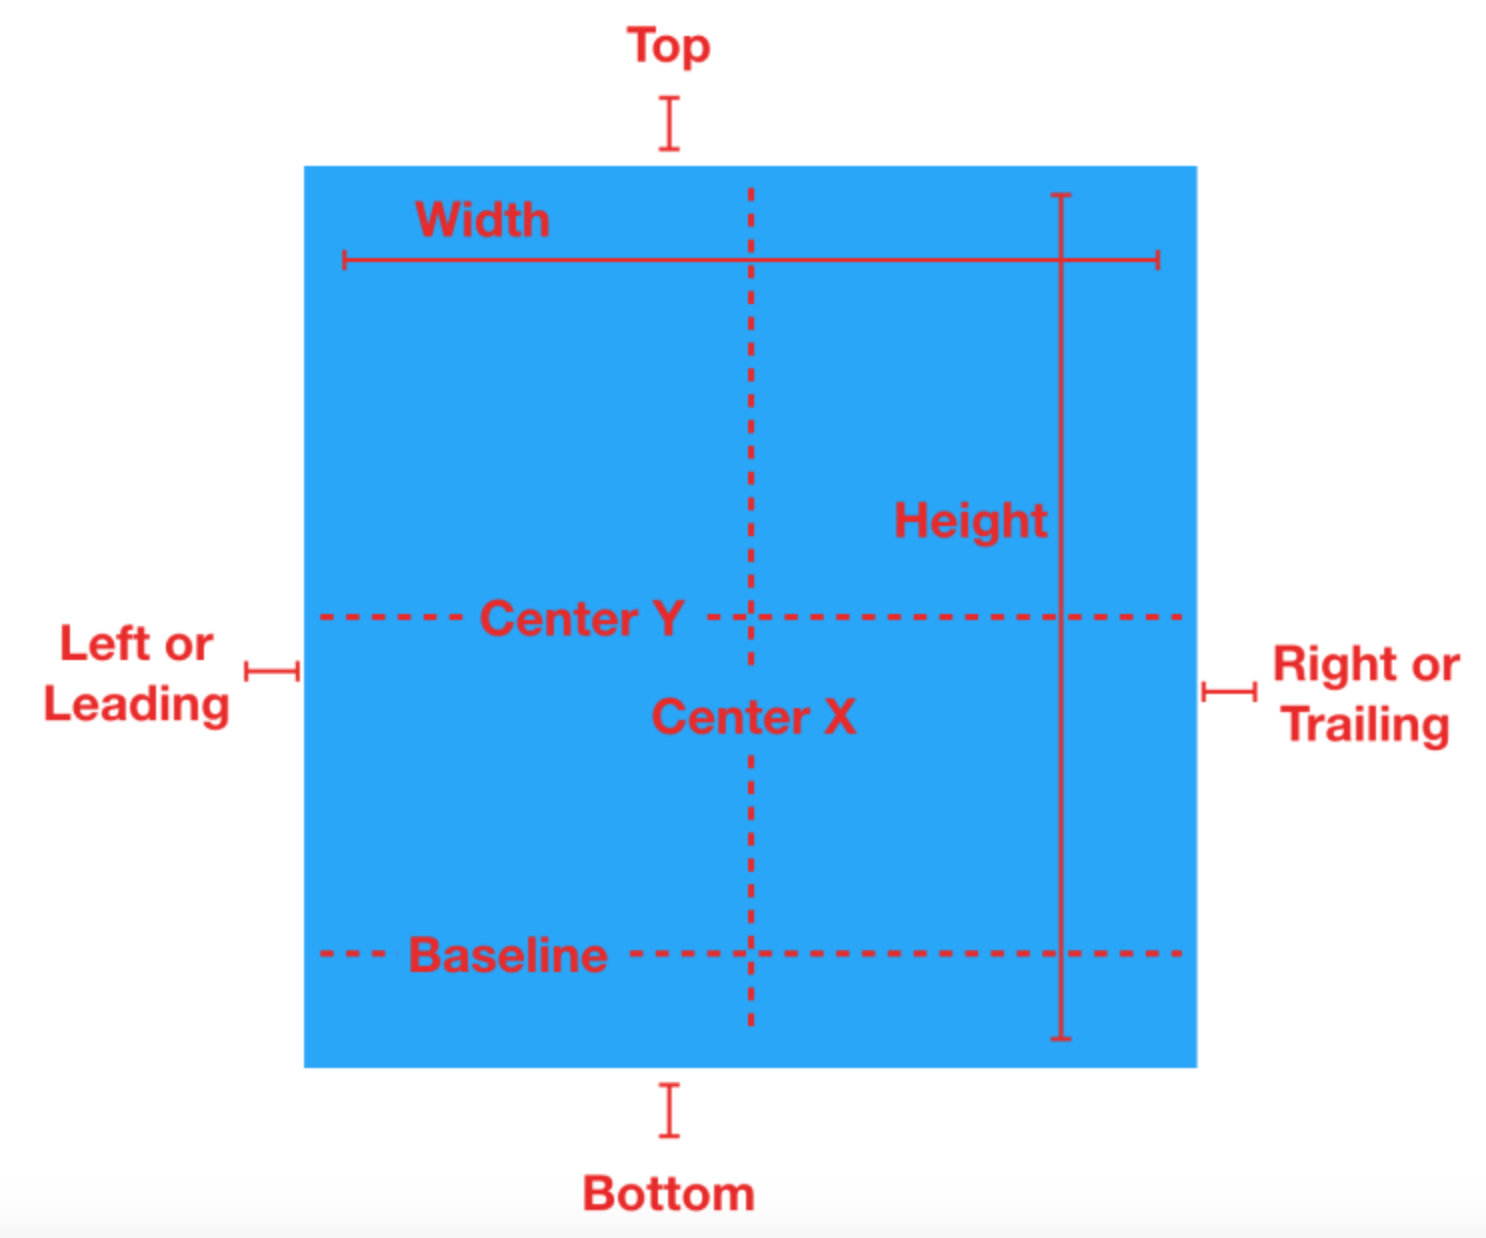 Top
Width
Height
Center Y
Left or
Leading
Right or
Trailing
Center X
Baseline
Bottom